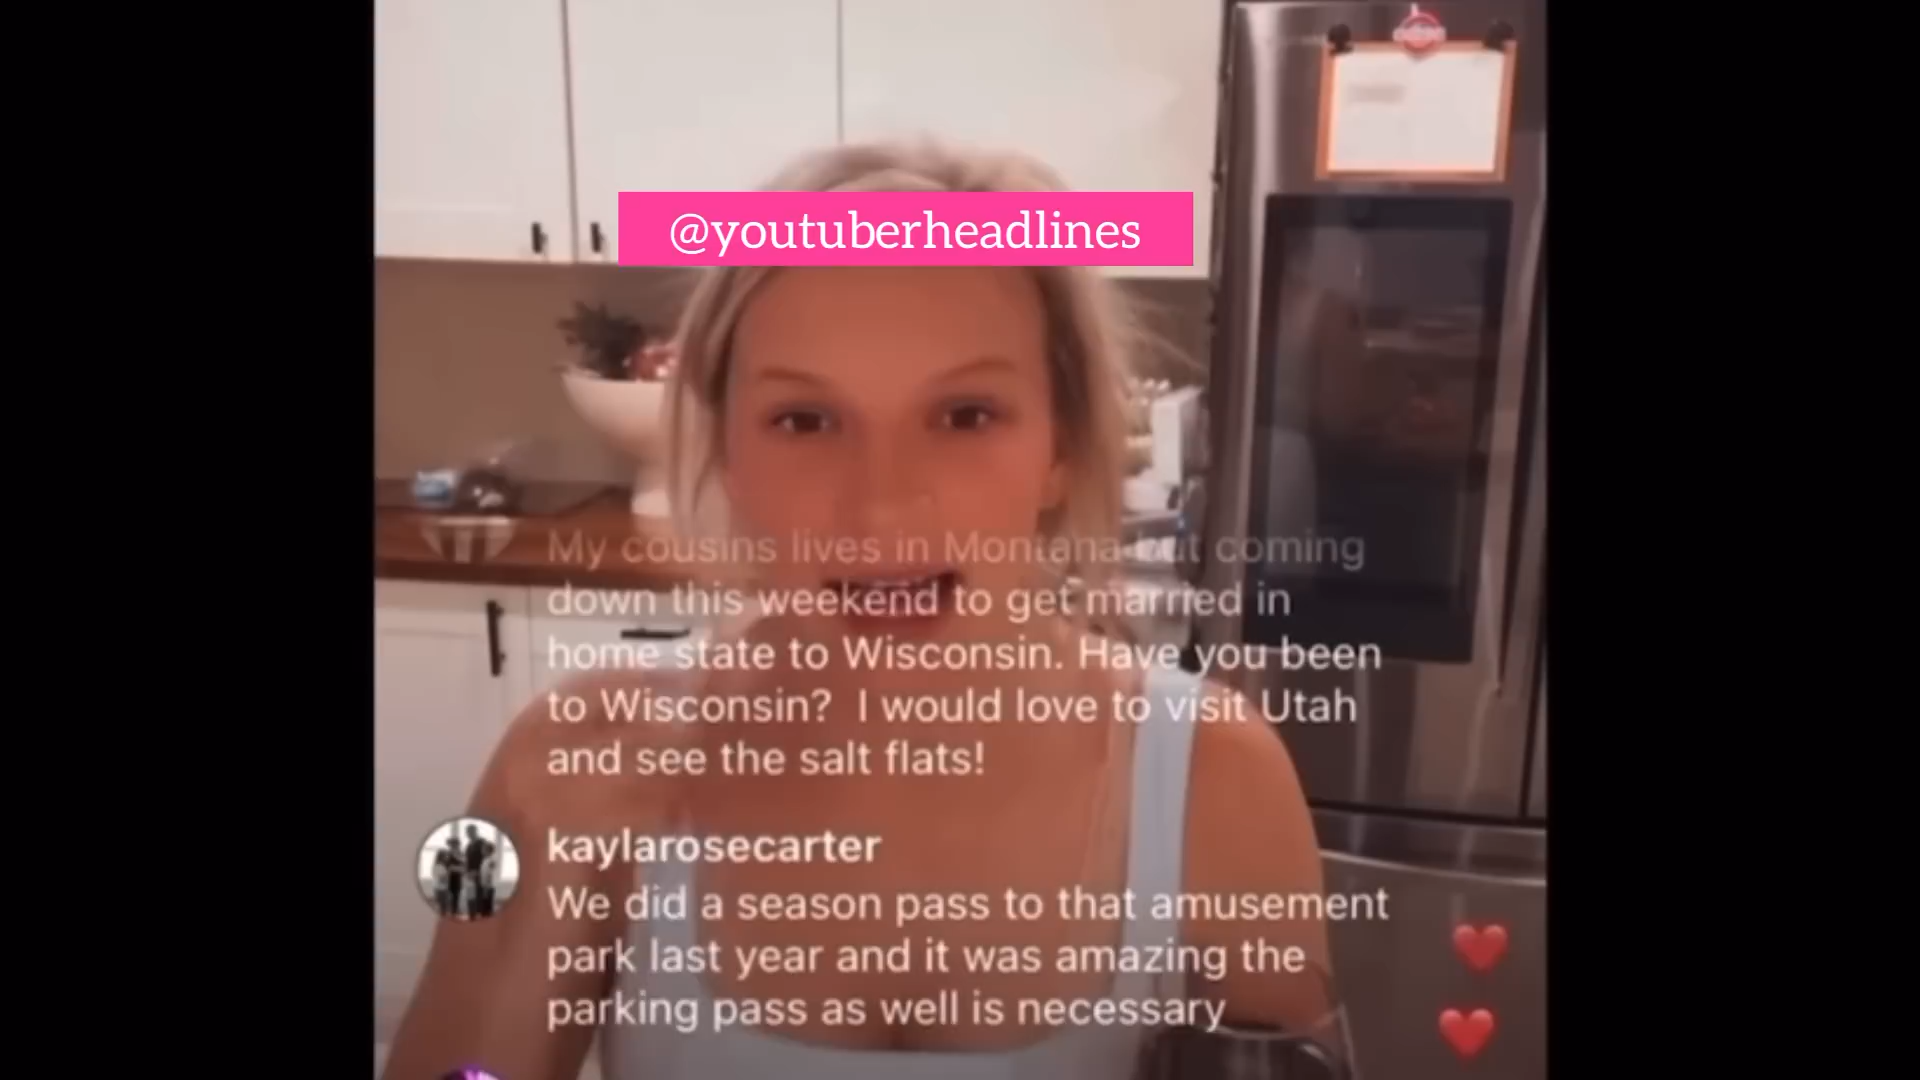 @youtuberheadlines
My cousins lives in Montana but coming
down this weekend to get married in
home state to Wisconsin. Have you been
to Wisconsin? I would love to visit Utah
and see the salt flats!
kaylarosecarter
We did a season pass to that amusement
park last year and it was amazing the
parking pass as well is necessary